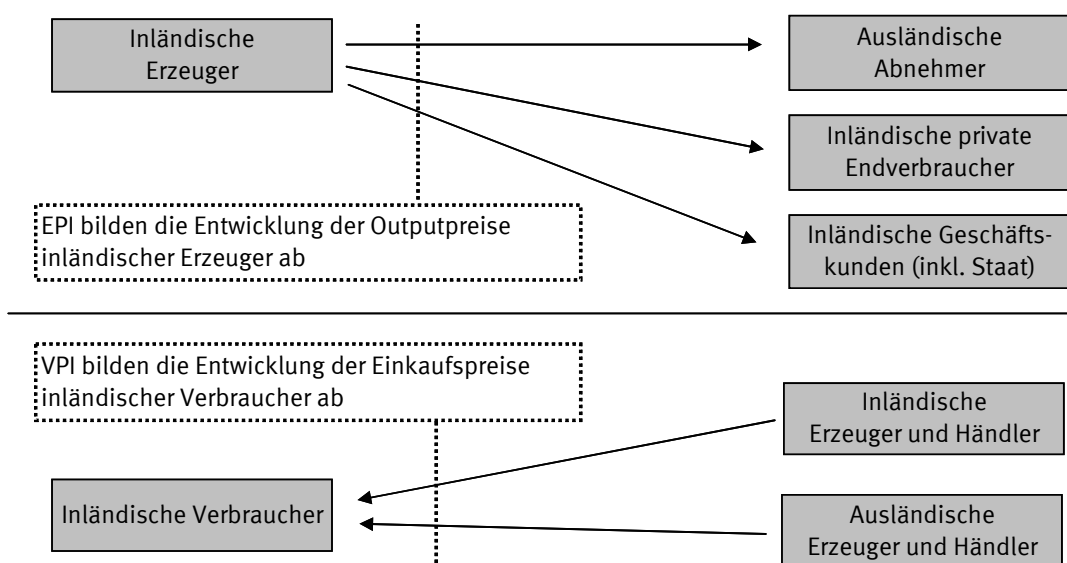 Inländische
Erzeuger
Ausländische
Abnehmer
Inländische private
Endverbraucher
EPI bilden die Entwicklung der Outputpreise
inländischer Erzeuger ab
Inländische Geschäfts-
kunden (inkl. Staat)
VPI bilden die Entwicklung der Einkaufspreise
inländischer Verbraucher ab
Inländische
Erzeuger und Händler
Inländische Verbraucher
Ausländische
Erzeuger und Händler